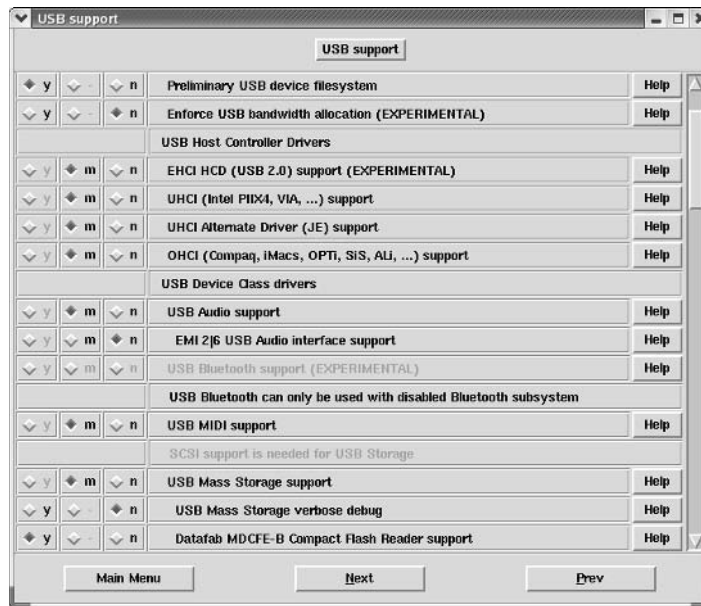 USB support
USB support
y - n Preliminary USB device filesystem Help
y - n Enforce USB bandwidth allocation (EXPERIMENTAL) Help
USB Host Controller Drivers
y m n EHCI HCD (USB 2.0) support (EXPERIMENTAL) Help
y m n UHCI (Intel PIIX4, VIA, ...) support Help
y m n UHCI Alternate Driver (JE) support Help
y m n OHCI (Compaq, iMacs, OPTi, SiS, ALi, ...) support Help
USB Device Class drivers
y m n USB Audio support Help
y m n EMI 2|6 USB Audio interface support Help
y m n USB Bluetooth support (EXPERIMENTAL) Help
USB Bluetooth can only be used with disabled Bluetooth subsystem
y m n USB MIDI support Help
SCSI support is needed for USB Storage
y m n USB Mass Storage support Help
y - n USB Mass Storage verbose debug Help
y - n Datafab MDCFE-B Compact Flash Reader support Help
Main Menu Next Prev